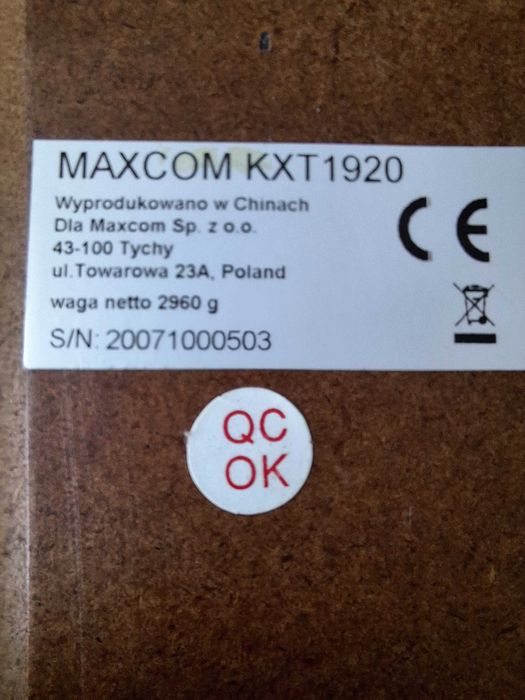 MAXCOM KXT1920
Wyprodukowano w Chinach
Dla Maxcom Sp. z o.o.
43-100 Tychy
ul.Towarowa 23A, Poland
waga netto 2960 g
S/N: 20071000503
CE
QC
OK